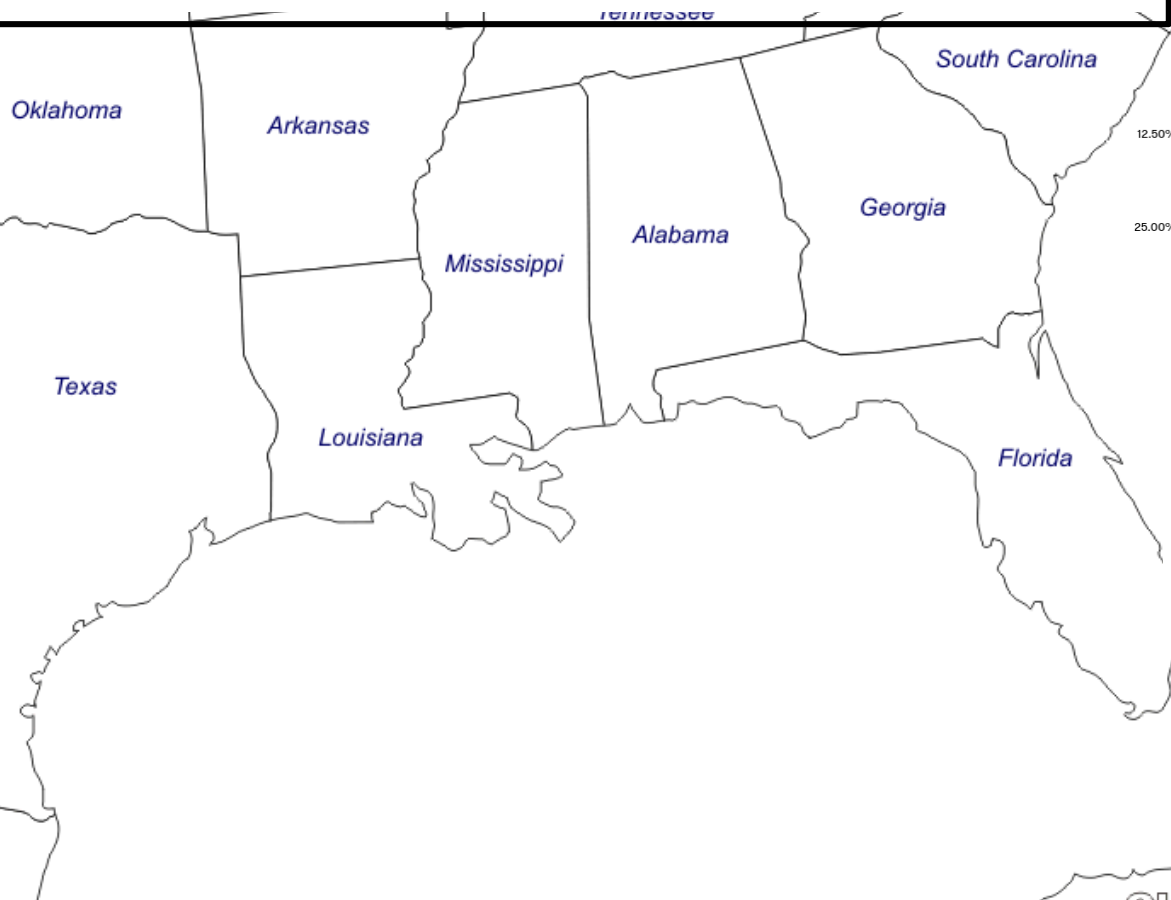 Tennessee
South Carolina
Oklahoma
Arkansas
12.50%
Georgia
25.00%
Alabama
Mississippi
Texas
Louisiana
Florida